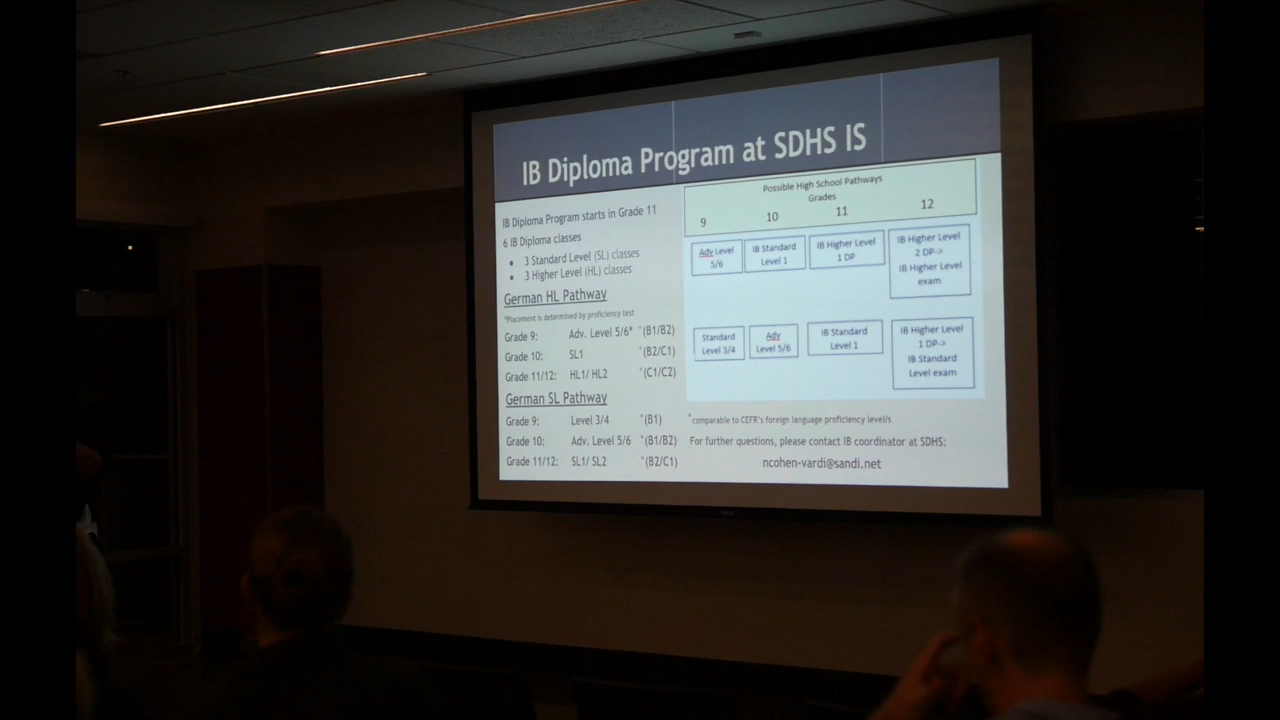 IB Diploma Program at SDHS IS
IB Diploma Program starts in Grade 11
6 IB Diploma classes
• 3 Standard Level (SL) classes
• 3 Higher Level (HL) classes
German HL Pathway
*Placement is determined by proficiency test
Grade 9: Adv. Level 5/6* *(B1/B2)
Grade 10: SL1 *(B2/C1)
Grade 11/12: HL1/ HL2 *(C1/C2)
German SL Pathway
Grade 9: Level 3/4 *(B1)
Grade 10: Adv. Level 5/6 *(B1/B2)
Grade 11/12: SL1/ SL2 *(B2/C1)
Possible High School Pathways
Grades
9 10 11 12
Adv Level
5/6
IB Standard
Level 1
IB Higher Level
1 DP
IB Higher Level
2 DP->
IB Higher Level
exam
Standard
Level 3/4
Adv
Level 5/6
IB Standard
Level 1
IB Higher Level
1 DP->
IB Standard
Level exam
*comparable to CEFR's foreign language proficiency level/s
For further questions, please contact IB coordinator at SDHS:
ncohen-vardi@sandi.net